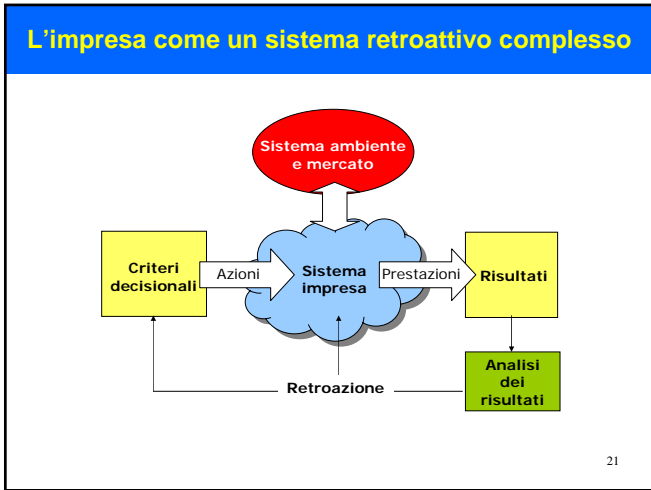 L'impresa come un sistema retroattivo complesso
Sistema ambiente
e mercato
Criteri
decisionali
Azioni
Sistema
impresa
Prestazioni
Risultati
Analisi
dei
risultati
Retroazione
21